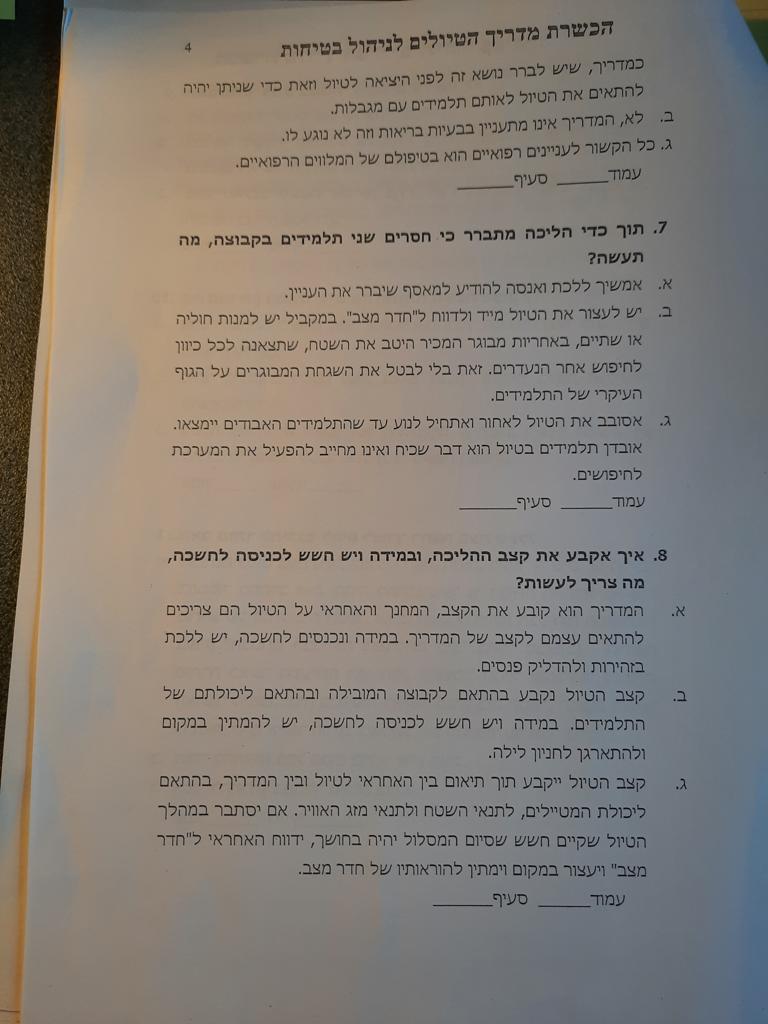 הכשרת מדריך הטיולים לניהול בטיחות 4
כמדריך, שיש לברר נושא זה לפני היציאה לטיול וזאת כדי שניתן יהיה
להתאים את הטיול לאותם תלמידים עם מגבלות.
ב. לא, המדריך אינו מתעניין בבעיות בריאות וזה לא נוגע לו.
ג. כל הקשור לעניינים רפואיים הוא בטיפולם של המלווים הרפואיים.
עמוד______ סעיף______
7. תוך כדי הליכה מתברר כי חסרים שני תלמידים בקבוצה, מה
תעשה?
א. אמשיך ללכת ואנסה להודיע למאסף שיברר את העניין.
ב. יש לעצור את הטיול מייד ולדווח ל"חדר מצב". במקביל יש למנות חוליה
או שתיים, באחריות מבוגר המכיר היטב את השטח, שתצאנה לכל כיוון
לחיפוש אחר הנעדרים. זאת בלי לבטל את השגחת המבוגרים על הגוף
העיקרי של התלמידים.
ג. אסובב את הטיול לאחור ואתחיל לנוע עד שהתלמידים האבודים יימצאו.
אובדן תלמידים בטיול הוא דבר שכיח ואינו מחייב להפעיל את המערכת
לחיפושים.
עמוד______ סעיף______
8. איך אקבע את קצב ההליכה, ובמידה ויש חשש לכניסה לחשכה,
מה צריך לעשות?
א. המדריך הוא קובע את הקצב, המחנך והאחראי על הטיול הם צריכים
להתאים עצמם לקצב של המדריך. במידה ונכנסים לחשכה, יש ללכת
בזהירות ולהדליק פנסים.
ב. קצב הטיול נקבע בהתאם לקבוצה המובילה ובהתאם ליכולתם של
התלמידים. במידה ויש חשש לכניסה לחשכה, יש להמתין במקום
ולהתארגן לחניון לילה.
ג. קצב הטיול ייקבע תוך תיאום בין האחראי לטיול ובין המדריך, בהתאם
ליכולת המטיילים, לתנאי השטח ולתנאי מזג האוויר. אם יסתבר במהלך
הטיול שקיים חשש שסיום המסלול יהיה בחושך, ידווח האחראי ל"חדר
מצב" ויעצור במקום וימתין להוראותיו של חדר מצב.
עמוד______ סעיף______